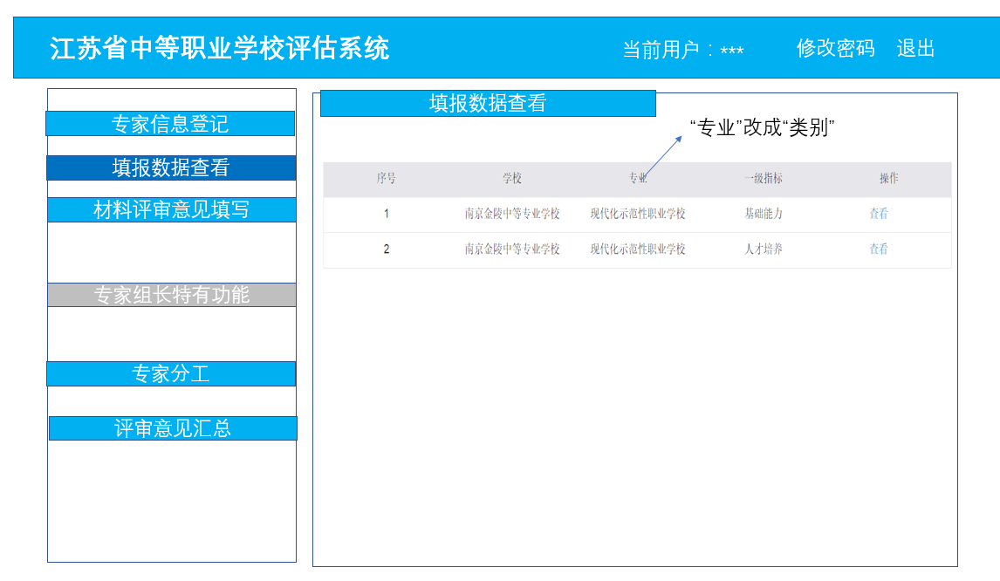 江苏省中等职业学校评估系统
当前用户：***
修改密码
退出
专家信息登记
填报数据查看
材料评审意见填写
专家组长特有功能
专家分工
评审意见汇总
填报数据查看
“专业”改成“类别”
序号 学校 专业 一级指标 操作
1 南京金陵中等专业学校 现代化示范性职业学校 基础能力 查看
2 南京金陵中等专业学校 现代化示范性职业学校 人才培养 查看